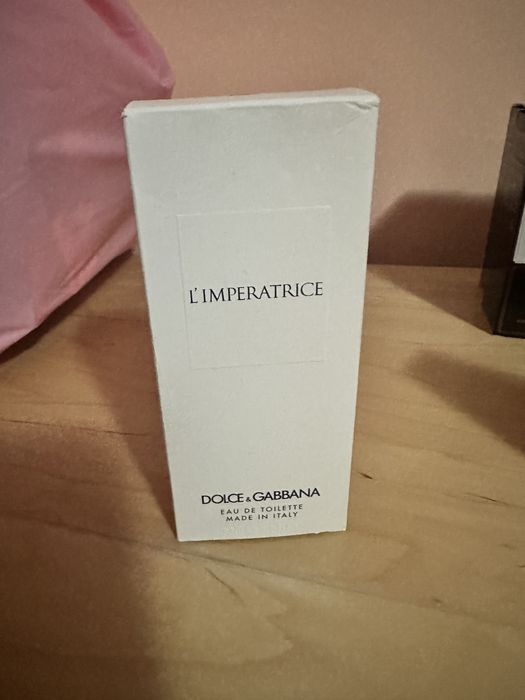 L'IMPERATRICE
DOLCE & GABBANA
EAU DE TOILETTE
MADE IN ITALY